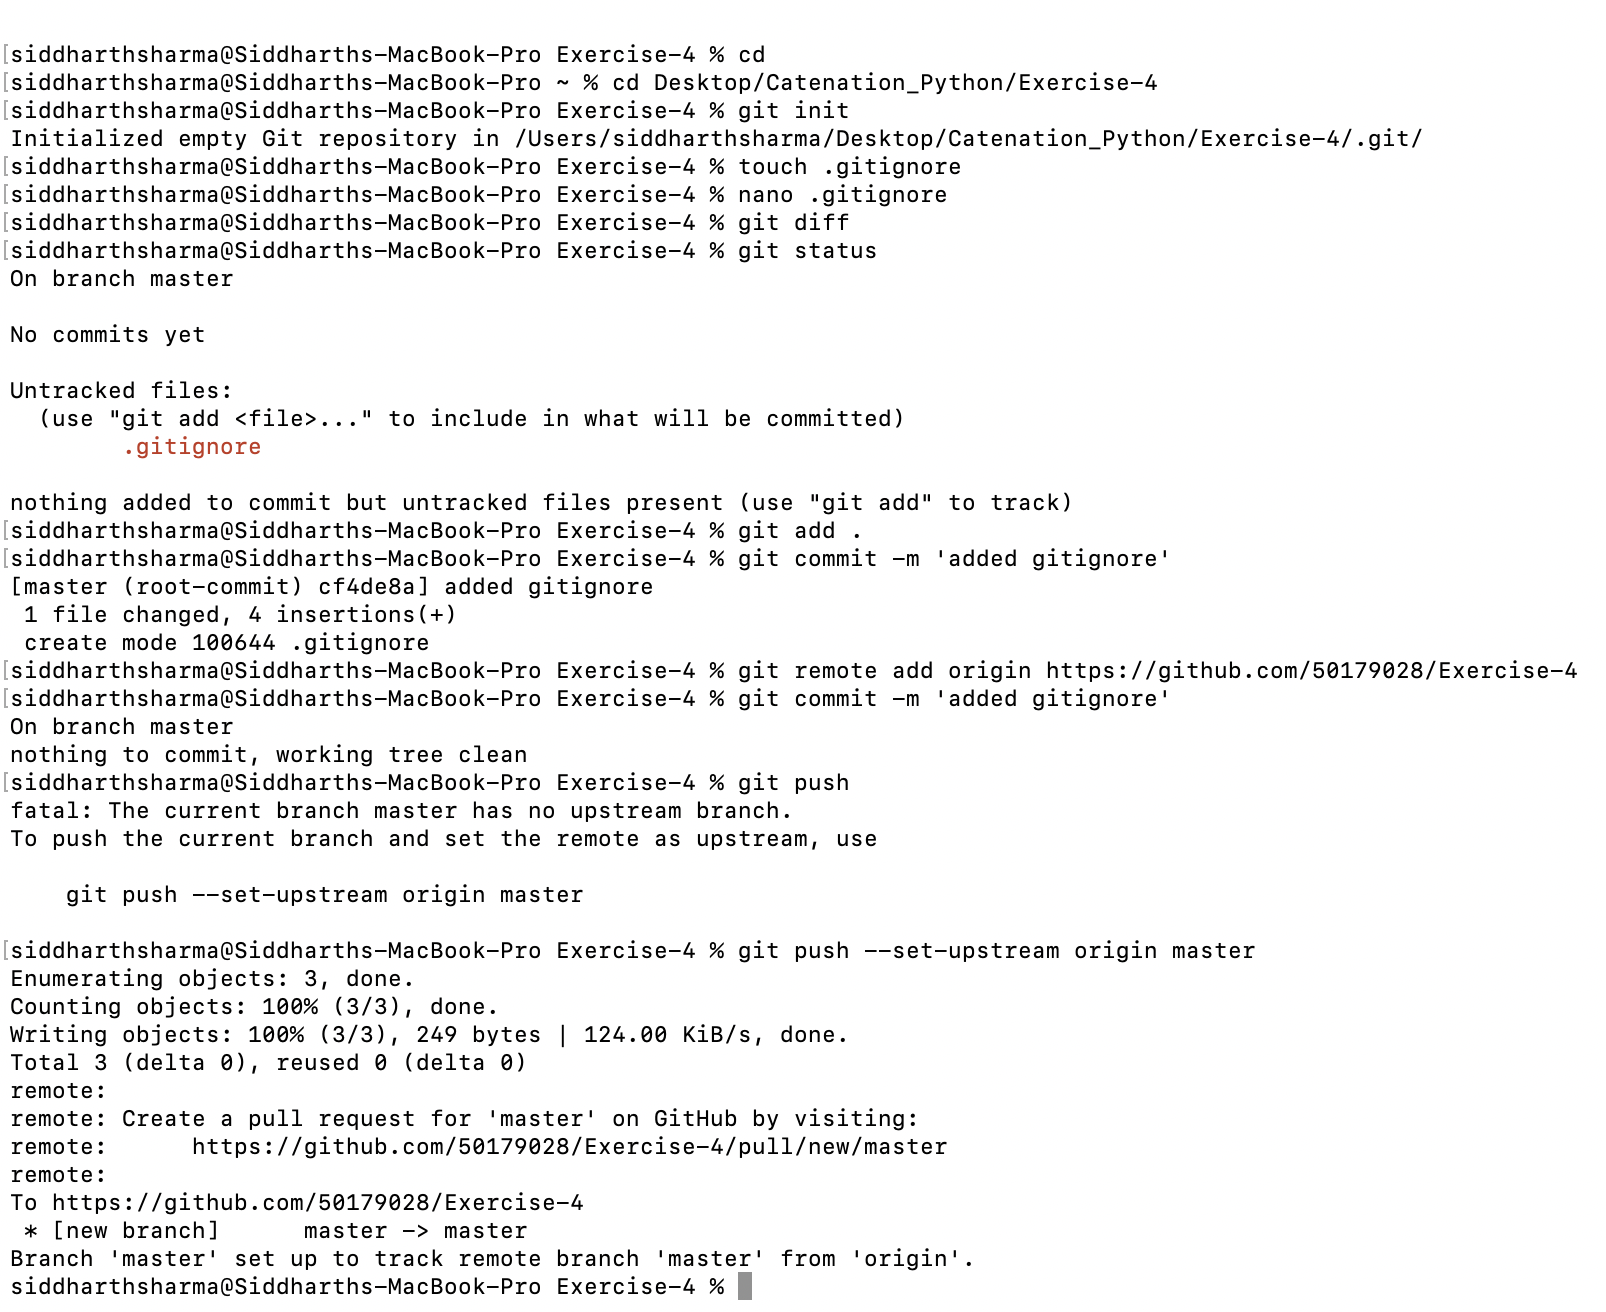 [siddharthsharma@Siddharths-MacBook-Pro Exercise-4 % cd
[siddharthsharma@Siddharths-MacBook-Pro ~ % cd Desktop/Catenation_Python/Exercise-4
[siddharthsharma@Siddharths-MacBook-Pro Exercise-4 % git init
Initialized empty Git repository in /Users/siddharthsharma/Desktop/Catenation_Python/Exercise-4/.git/
[siddharthsharma@Siddharths-MacBook-Pro Exercise-4 % touch .gitignore
[siddharthsharma@Siddharths-MacBook-Pro Exercise-4 % nano .gitignore
[siddharthsharma@Siddharths-MacBook-Pro Exercise-4 % git diff
[siddharthsharma@Siddharths-MacBook-Pro Exercise-4 % git status
On branch master

No commits yet

Untracked files:
  (use "git add <file>..." to include in what will be committed)
        .gitignore

nothing added to commit but untracked files present (use "git add" to track)
[siddharthsharma@Siddharths-MacBook-Pro Exercise-4 % git add .
[siddharthsharma@Siddharths-MacBook-Pro Exercise-4 % git commit -m 'added gitignore'
[master (root-commit) cf4de8a] added gitignore
 1 file changed, 4 insertions(+)
 create mode 100644 .gitignore
[siddharthsharma@Siddharths-MacBook-Pro Exercise-4 % git remote add origin https://github.com/50179028/Exercise-4
[siddharthsharma@Siddharths-MacBook-Pro Exercise-4 % git commit -m 'added gitignore'
On branch master
nothing to commit, working tree clean
[siddharthsharma@Siddharths-MacBook-Pro Exercise-4 % git push
fatal: The current branch master has no upstream branch.
To push the current branch and set the remote as upstream, use

    git push --set-upstream origin master

[siddharthsharma@Siddharths-MacBook-Pro Exercise-4 % git push --set-upstream origin master
Enumerating objects: 3, done.
Counting objects: 100% (3/3), done.
Writing objects: 100% (3/3), 249 bytes | 124.00 KiB/s, done.
Total 3 (delta 0), reused 0 (delta 0)
remote:
remote: Create a pull request for 'master' on GitHub by visiting:
remote:      https://github.com/50179028/Exercise-4/pull/new/master
remote:
To https://github.com/50179028/Exercise-4
 * [new branch]      master -> master
Branch 'master' set up to track remote branch 'master' from 'origin'.
siddharthsharma@Siddharths-MacBook-Pro Exercise-4 %